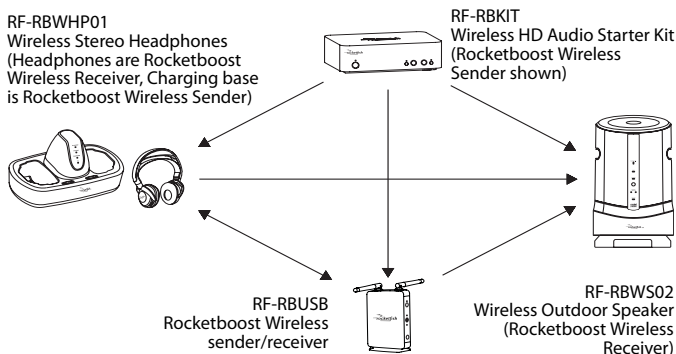 RF-RBWHP01
Wireless Stereo Headphones
(Headphones are Rocketboost
Wireless Receiver, Charging base
is Rocketboost Wireless Sender)
RF-RBKIT
Wireless HD Audio Starter Kit
(Rocketboost Wireless
Sender shown)
RF-RBUSB
Rocketboost Wireless
sender/receiver
RF-RBWS02
Wireless Outdoor Speaker
(Rocketboost Wireless
Receiver)